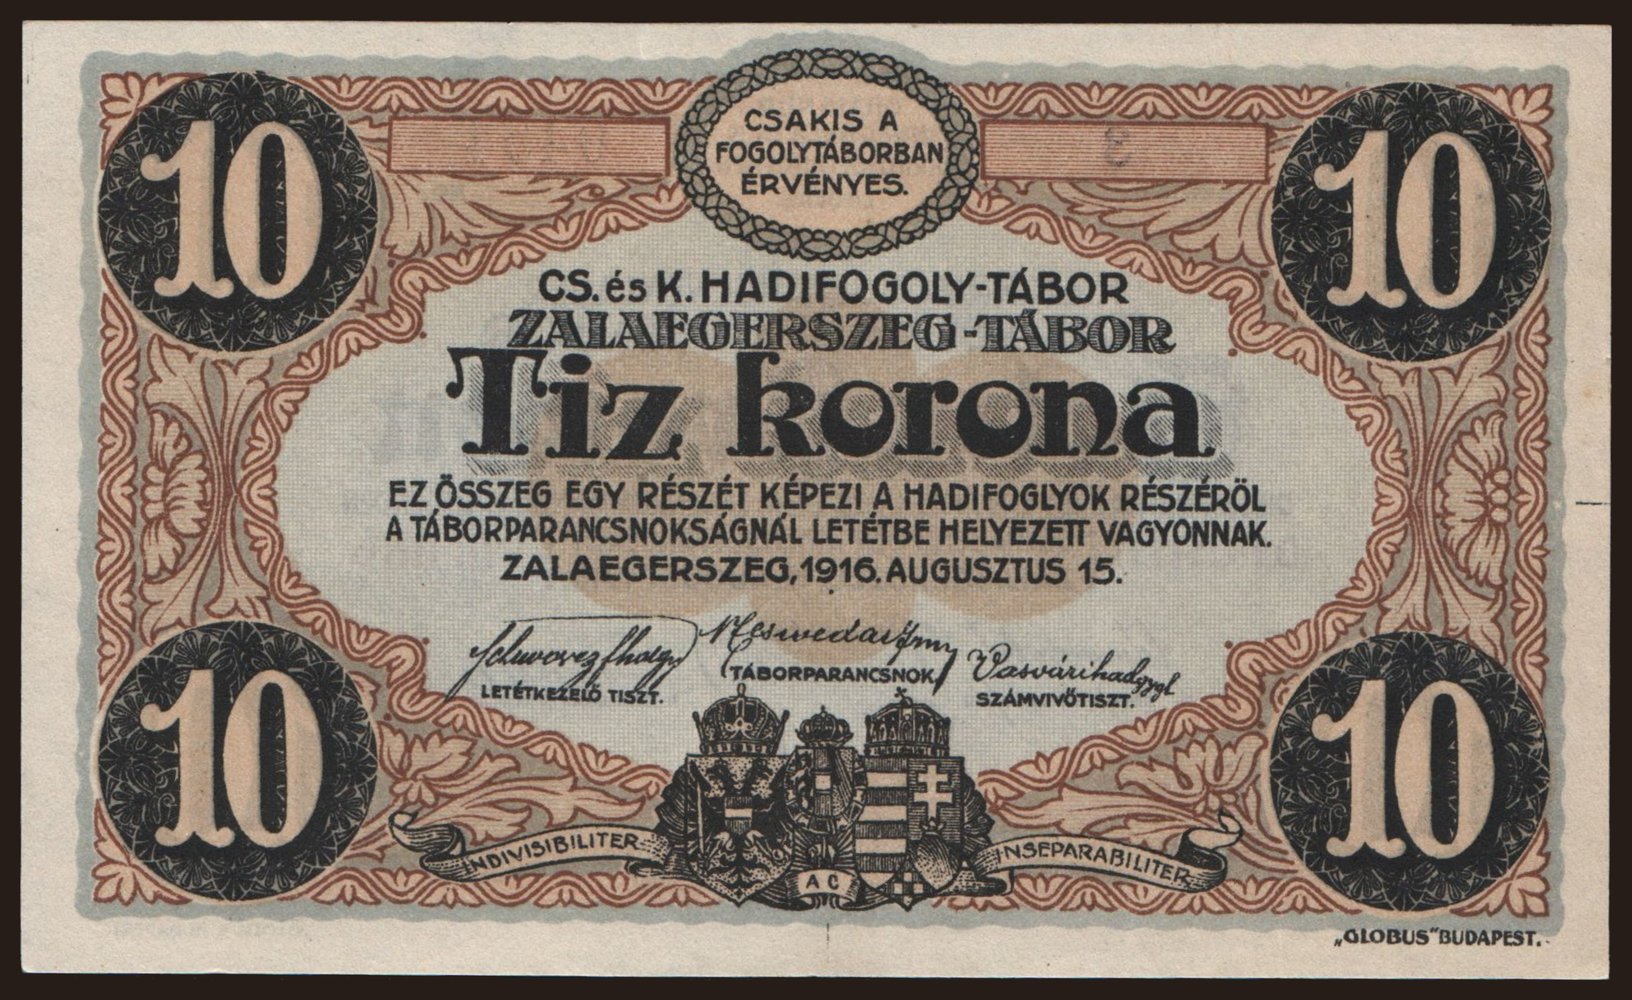 10
CSAKIS A
FOGOLYTÁBORBAN
ÉRVÉNYES.
10
CS. és K. HADIFOGOLY-TÁBOR
ZALAEGERSZEG-TÁBOR
Tiz korona
EZ ÖSSZEG EGY RÉSZÉT KÉPEZI A HADIFOGLYOK RÉSZÉRÖL
A TÁBORPARANCSNOKSÁGNÁL LETÉTBE HELYEZETT VAGYONNAK.
ZALAEGERSZEG, 1916. AUGUSZTUS 15.
TÁBORPARANCSNOK
LETÉTKEZELŐ TISZT.
Vasvári
SZÁMVIVŐTISZT.
10
INDIVISIBILITER
A C
INSEPARABILITER
10
„GLOBUS" BUDAPEST.